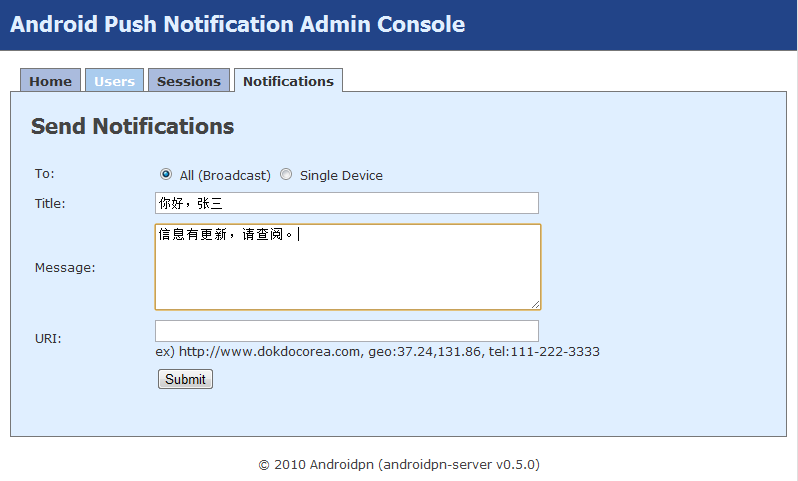 Android Push Notification Admin Console
Home Users Sessions Notifications
Send Notifications
To: All (Broadcast) Single Device
Title: 你好，张三
Message: 信息有更新，请查阅。
URI:
ex) http://www.dokdocorea.com, geo:37.24,131.86, tel:111-222-3333
Submit
© 2010 Androidpn (androidpn-server v0.5.0)